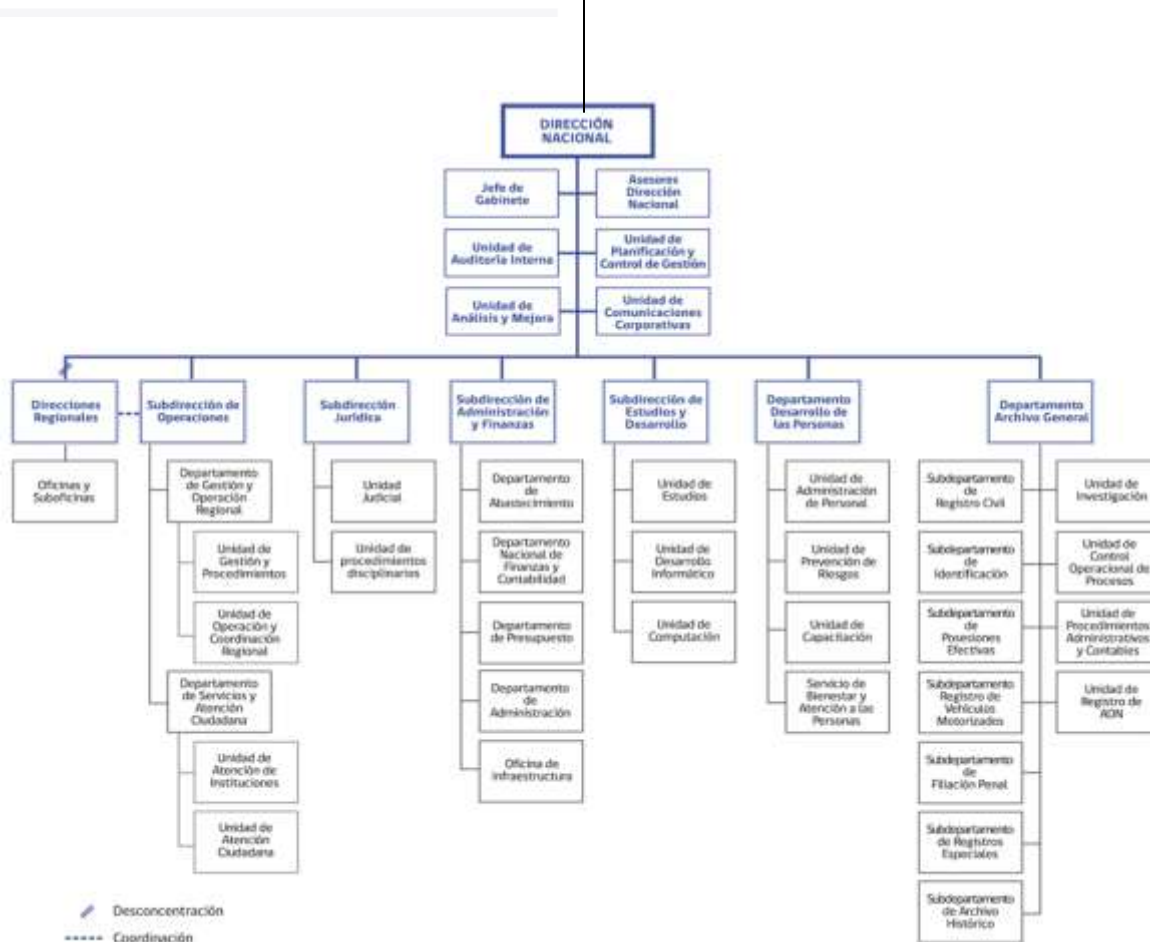 DIRECCIÓN
NACIONAL
Jefe de
Gabinete
Asesores
Dirección
Nacional
Unidad de
Auditoría Interna
Unidad de
Planificación y
Control de Gestión
Unidad de
Análisis y Mejora
Unidad de
Comunicaciones
Corporativas
Direcciones
Regionales
Subdirección de
Operaciones
Subdirección
Jurídica
Subdirección de
Administración
y Finanzas
Subdirección de
Estudios y
Desarrollo
Departamento
Desarrollo de
las Personas
Departamento
Archivo General
Oficinas y
Suboficinas
Departamento
de Gestión y
Operación
Regional
Unidad de
Gestión y
Procedimientos
Unidad de
Operación y
Coordinación
Regional
Departamento
de Servicios y
Atención
Ciudadana
Unidad de
Atención de
Instituciones
Unidad de
Atención
Ciudadana
Unidad
Judicial
Unidad de
procedimientos
disciplinarios
Departamento
de
Abastecimiento
Departamento
Nacional de
Finanzas y
Contabilidad
Departamento
de Presupuesto
Departamento
de
Administración
Oficina de
Infraestructura
Unidad de
Estudios
Unidad de
Desarrollo
Informático
Unidad de
Computación
Unidad de
Administración
de Personal
Unidad de
Prevención de
Riesgos
Unidad de
Capacitación
Servicio de
Bienestar y
Atención a las
Personas
Subdepartamento
de
Registro Civil
Subdepartamento
de
Identificación
Subdepartamento
de
Posesiones
Efectivas
Subdepartamento
Registro de
Vehículos
Motorizados
Subdepartamento
de
Filiación Penal
Subdepartamento
de Registros
Especiales
Subdepartamento
de Archivo
Histórico
Unidad de
Investigación
Unidad de
Control
Operacional de
Procesos
Unidad de
Procedimientos
Administrativos
y Contables
Unidad de
Registro de
ADN
Desconcentración
Coordinación